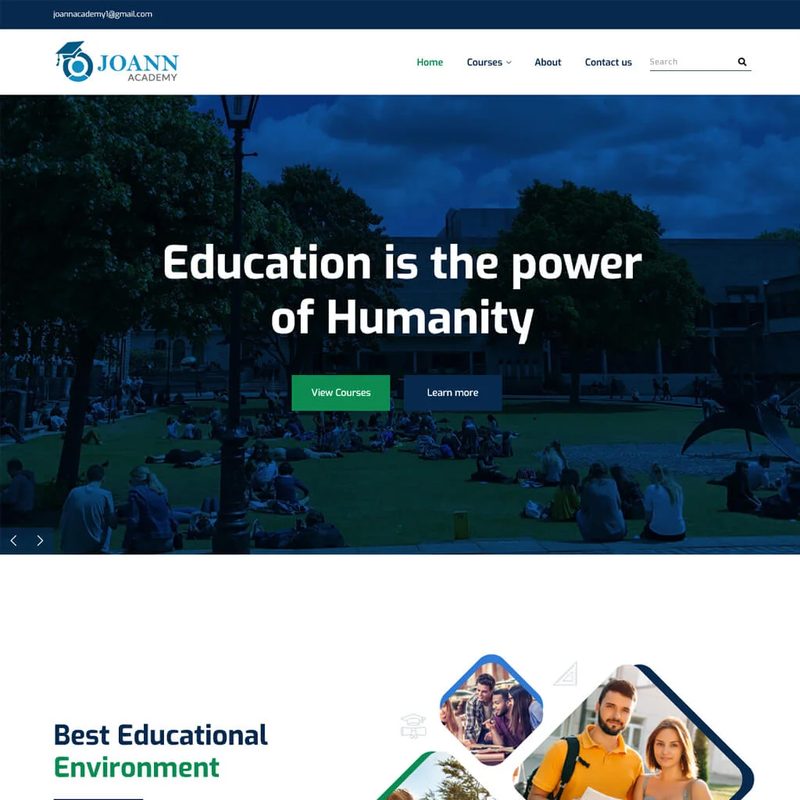 joannacademy1@gmail.com
JOANN
ACADEMY
Home
Courses
About
Contact us
Search
Education is the power
of Humanity
View Courses
Learn more
Best Educational
Environment